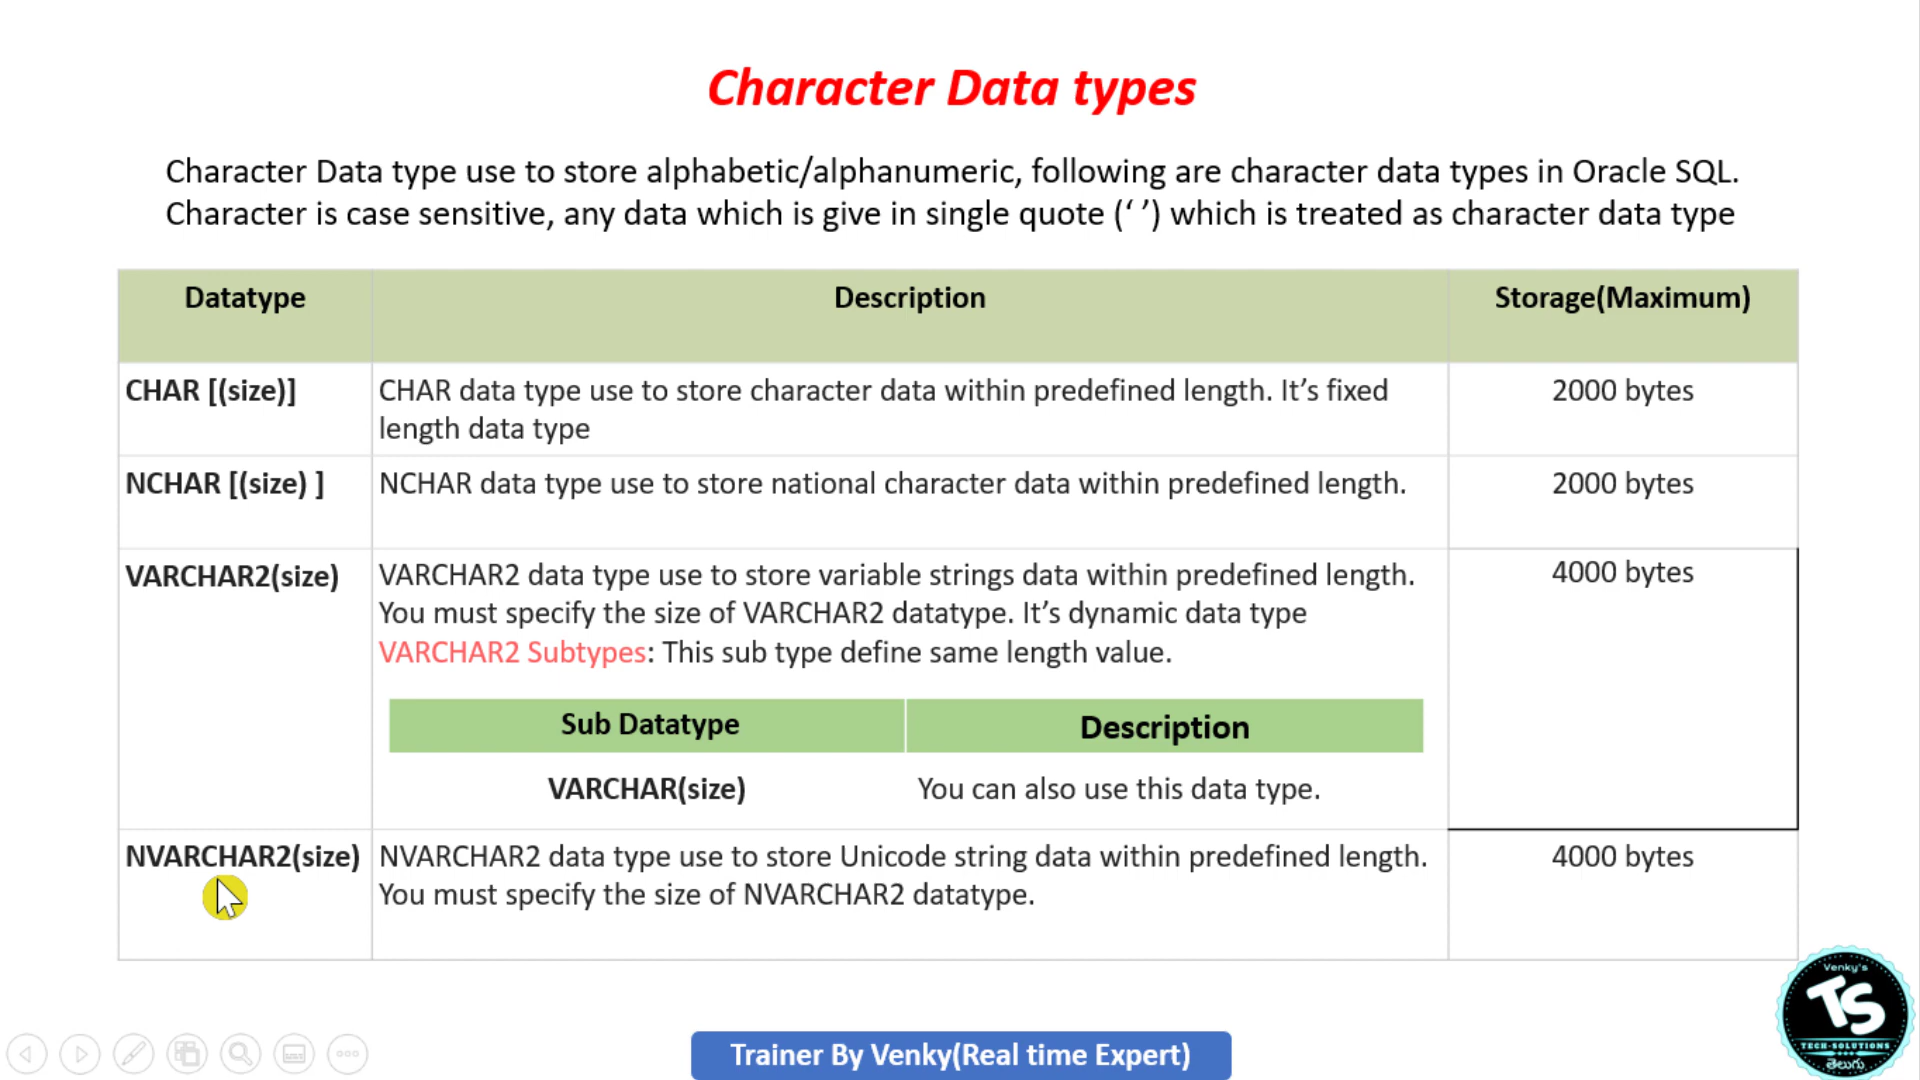 Character Data types
Character Data type use to store alphabetic/alphanumeric, following are character data types in Oracle SQL.
Character is case sensitive, any data which is give in single quote (‘ ’) which is treated as character data type
Datatype
Description
Storage(Maximum)
CHAR [(size)]
CHAR data type use to store character data within predefined length. It’s fixed
length data type
2000 bytes
NCHAR [(size) ]
NCHAR data type use to store national character data within predefined length.
2000 bytes
VARCHAR2(size)
VARCHAR2 data type use to store variable strings data within predefined length.
You must specify the size of VARCHAR2 datatype. It’s dynamic data type
VARCHAR2 Subtypes: This sub type define same length value.
4000 bytes
Sub Datatype
Description
VARCHAR(size)
You can also use this data type.
NVARCHAR2(size)
NVARCHAR2 data type use to store Unicode string data within predefined length.
You must specify the size of NVARCHAR2 datatype.
4000 bytes
Venky's
TS
TECH-SOLUTIONS
తెలుగు
Trainer By Venky(Real time Expert)